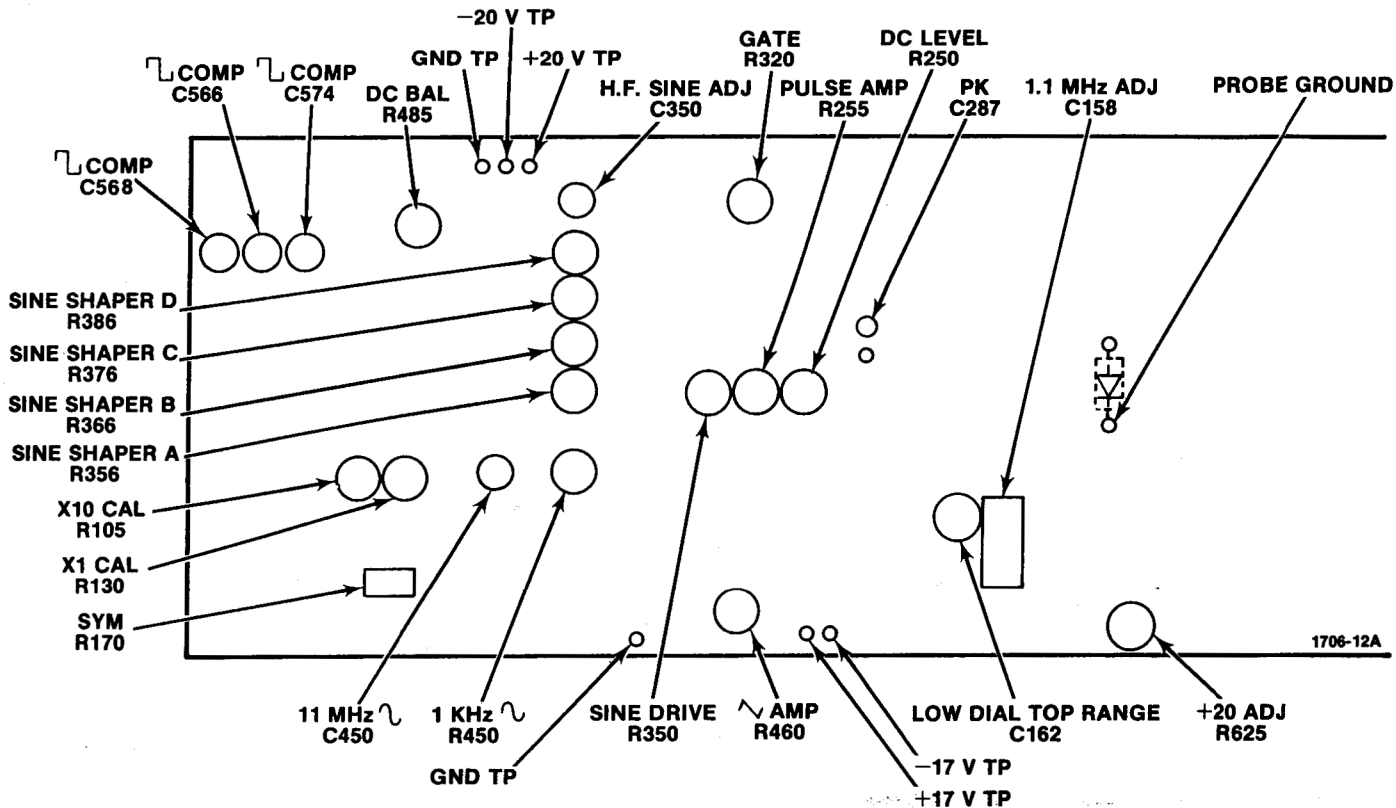 −20 V TP
GND TP
+20 V TP
GATE
R320
DC LEVEL
R250
COMP
C566
COMP
C574
DC BAL
R485
H.F. SINE ADJ
C350
PULSE AMP
R255
PK
C287
1.1 MHz ADJ
C158
PROBE GROUND
COMP
C568
SINE SHAPER D
R386
SINE SHAPER C
R376
SINE SHAPER B
R366
SINE SHAPER A
R356
X10 CAL
R105
X1 CAL
R130
SYM
R170
1706-12A
11 MHz
C450
1 KHz
R450
SINE DRIVE
R350
AMP
R460
LOW DIAL TOP RANGE
C162
+20 ADJ
R625
GND TP
−17 V TP
+17 V TP